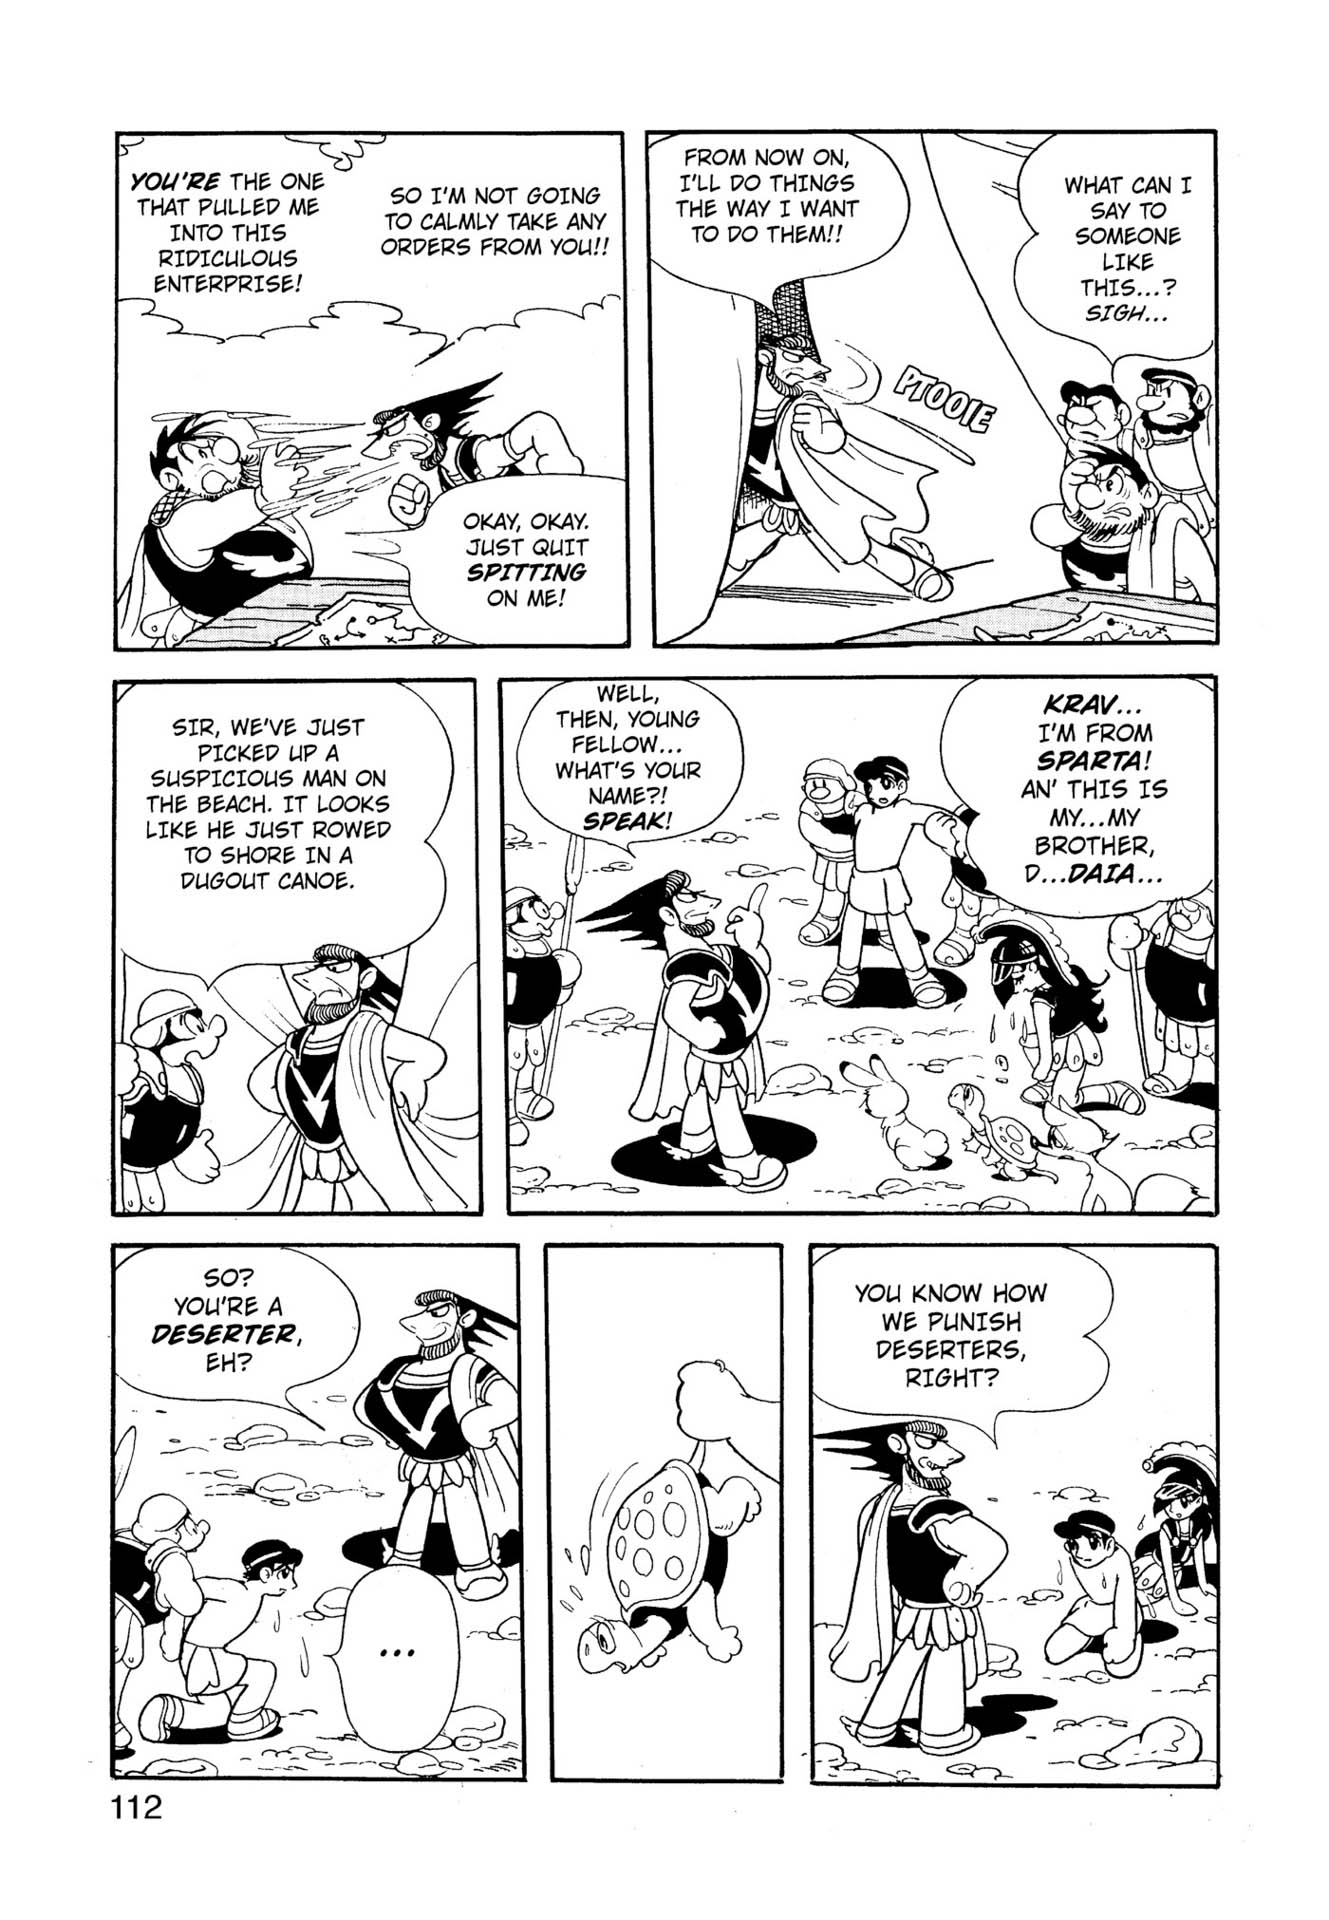 YOU'RE THE ONE
THAT PULLED ME
INTO THIS
RIDICULOUS
ENTERPRISE!
SO I'M NOT GOING
TO CALMLY TAKE ANY
ORDERS FROM YOU!!
OKAY, OKAY.
JUST QUIT
SPITTING
ON ME!
FROM NOW ON,
I'LL DO THINGS
THE WAY I WANT
TO DO THEM!!
PTOOIE
WHAT CAN I
SAY TO
SOMEONE
LIKE
THIS...?
SIGH...
SIR, WE'VE JUST
PICKED UP A
SUSPICIOUS MAN ON
THE BEACH. IT LOOKS
LIKE HE JUST ROWED
TO SHORE IN A
DUGOUT CANOE.
WELL,
THEN, YOUNG
FELLOW...
WHAT'S YOUR
NAME?!
SPEAK!
KRAV...
I'M FROM
SPARTA!
AN' THIS IS
MY...MY
BROTHER,
D...DAIA...
SO?
YOU'RE A
DESERTER,
EH?
...
YOU KNOW HOW
WE PUNISH
DESERTERS,
RIGHT?
112